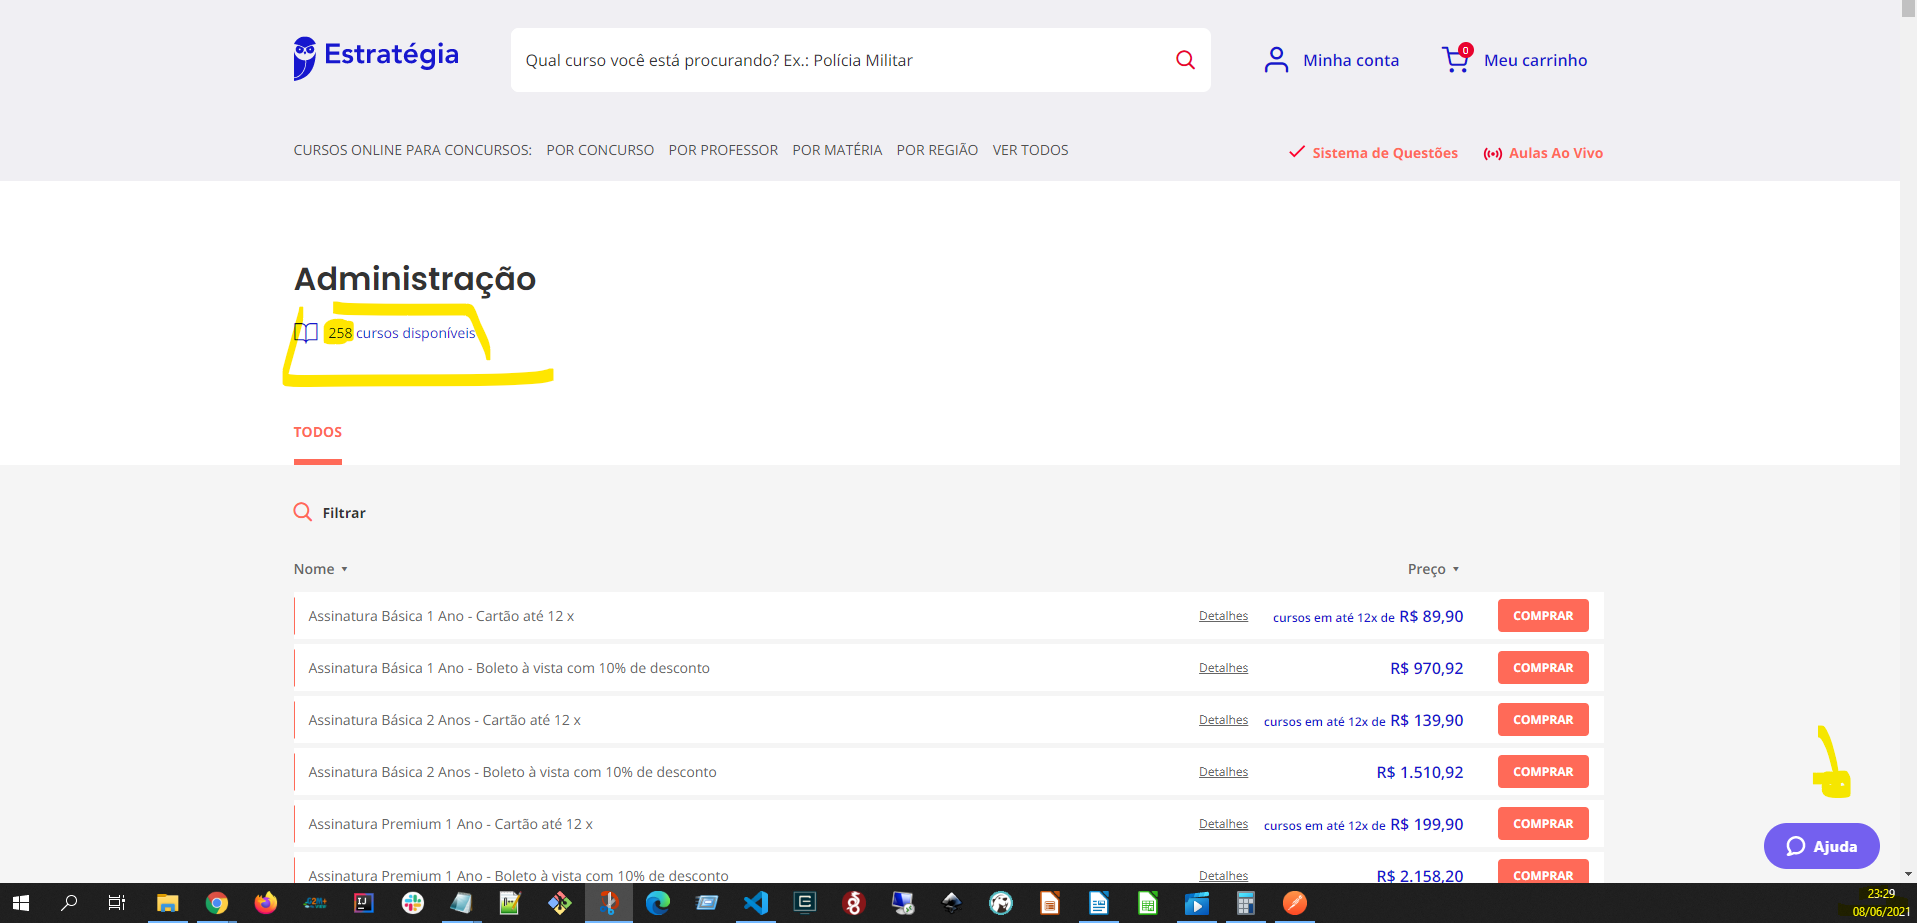 Estratégia
Qual curso você está procurando? Ex.: Polícia Militar
Minha conta
0
Meu carrinho
CURSOS ONLINE PARA CONCURSOS: POR CONCURSO POR PROFESSOR POR MATÉRIA POR REGIÃO VER TODOS
Sistema de Questões
Aulas Ao Vivo
Administração
258 cursos disponíveis
TODOS
Filtrar
Nome
Preço
Assinatura Básica 1 Ano - Cartão até 12 x Detalhes cursos em até 12x de R$ 89,90 COMPRAR
Assinatura Básica 1 Ano - Boleto à vista com 10% de desconto Detalhes R$ 970,92 COMPRAR
Assinatura Básica 2 Anos - Cartão até 12 x Detalhes cursos em até 12x de R$ 139,90 COMPRAR
Assinatura Básica 2 Anos - Boleto à vista com 10% de desconto Detalhes R$ 1.510,92 COMPRAR
Assinatura Premium 1 Ano - Cartão até 12 x Detalhes cursos em até 12x de R$ 199,90 COMPRAR
Assinatura Premium 1 Ano - Boleto à vista com 10% de desconto Detalhes R$ 2.158,20 COMPRAR
Ajuda
23:29
08/06/2021